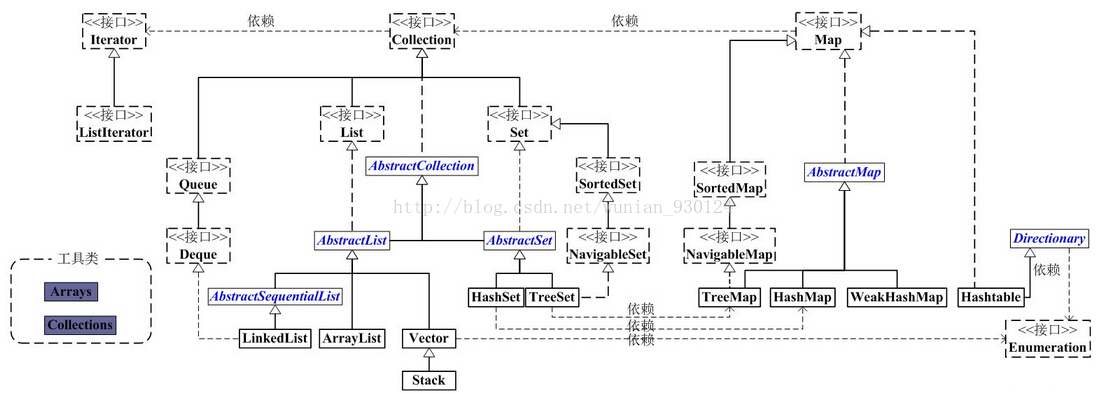 <<接口>>
Iterator
依赖
<<接口>>
Collection
依赖
<<接口>>
Map
<<接口>>
ListIterator
<<接口>>
List
<<接口>>
Set
<<接口>>
Queue
AbstractCollection
<<接口>>
SortedSet
<<接口>>
SortedMap
AbstractMap
http://blog.csdn.net/wunian_930124
<<接口>>
Deque
AbstractList
AbstractSet
<<接口>>
NavigableSet
<<接口>>
NavigableMap
Directionary
工具类
Arrays
Collections
依赖
AbstractSequentialList
HashSet
TreeSet
TreeMap
HashMap
WeakHashMap
Hashtable
依赖
依赖
依赖
LinkedList
ArrayList
Vector
<<接口>>
Enumeration
Stack